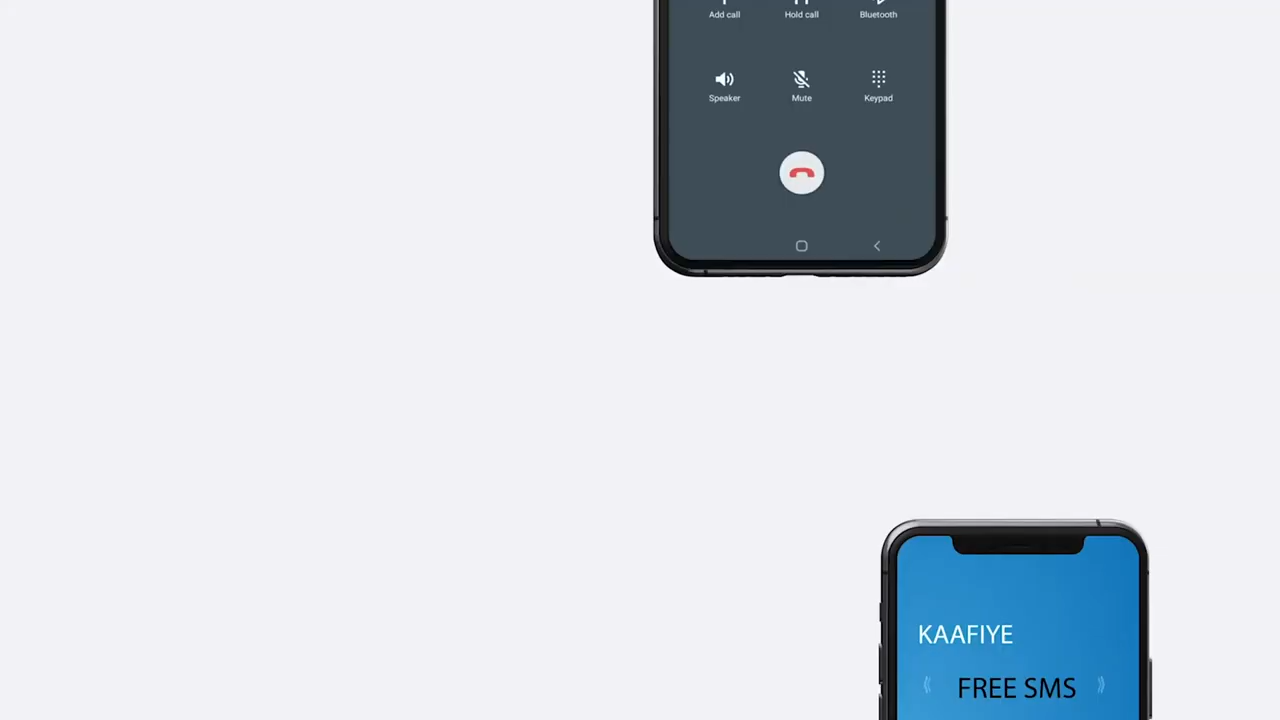 Add call Hold call Bluetooth
Speaker Mute Keypad
KAAFIYE
FREE SMS